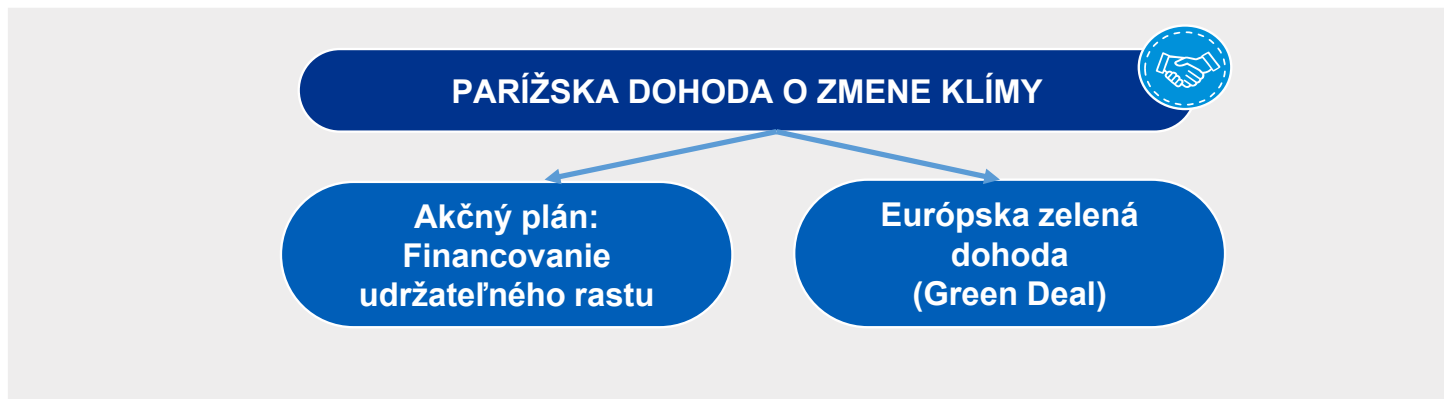 PARÍŽSKA DOHODA O ZMENE KLÍMY
Akčný plán:
Financovanie
udržateľného rastu
Európska zelená
dohoda
(Green Deal)